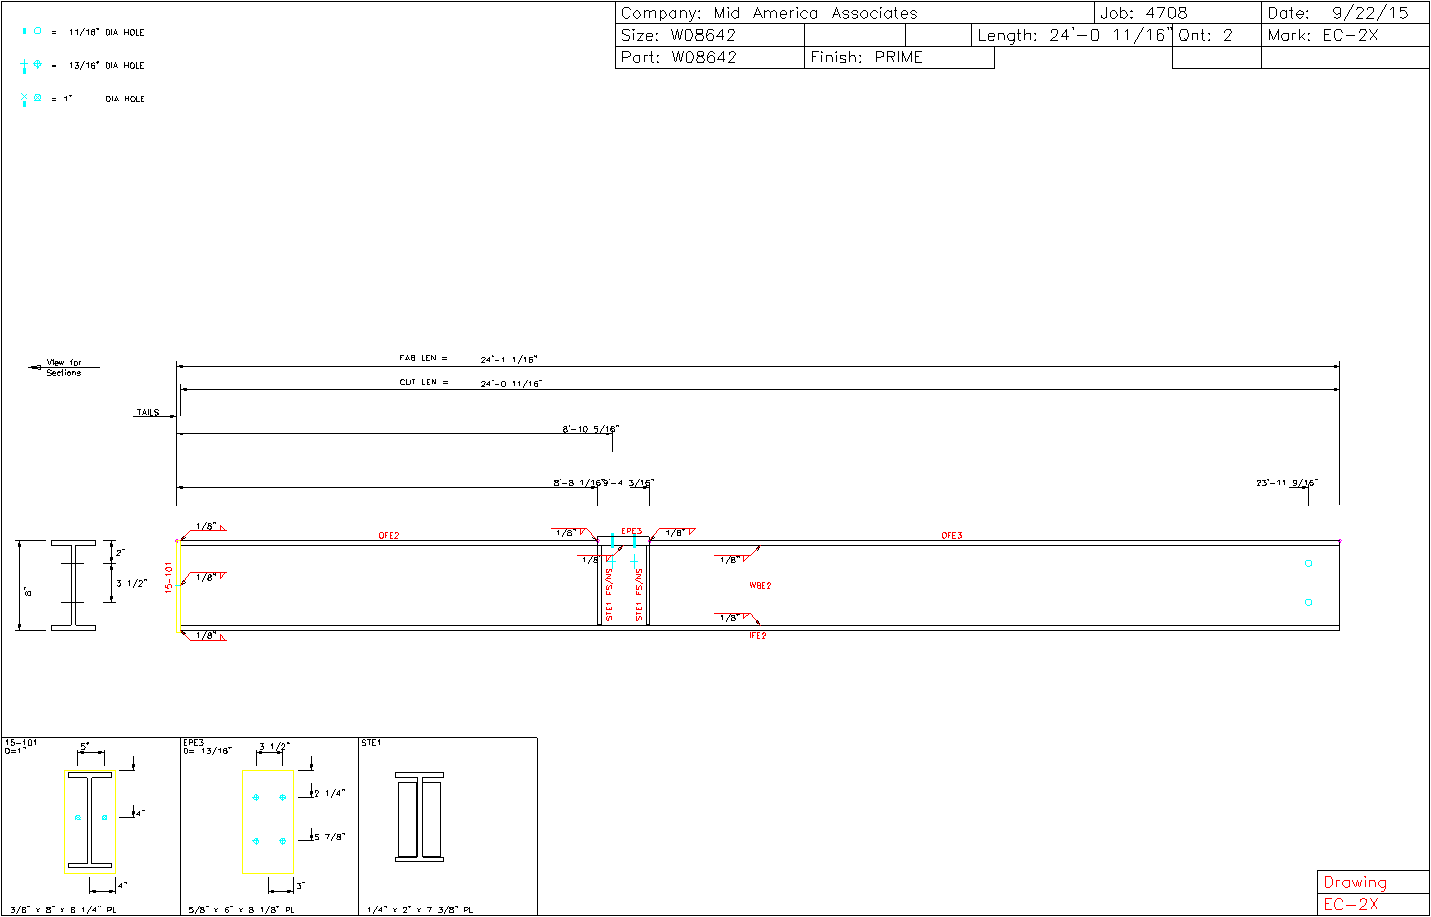 Company: Mid America Associates
Job: 4708
Date: 9/22/15
Size: W08642
Length: 24'-0 11/16"
Qnt: 2
Mark: EC-2X
Part: W08642
Finish: PRIME
= 11/16" DIA HOLE
= 13/16" DIA HOLE
= 1" DIA HOLE
View for
Sections
FAB LEN = 24'-1 1/16"
CUT LEN = 24'-0 11/16"
TAILS
8'-10 5/16"
8'-8 1/16"
9'-4 3/16"
23'-11 9/16"
1/8"
OFE2
1/8"
EPE3
1/8"
OFE3
2"
1/8"
1/8"
8"
3 1/2"
15-101
1/8"
STE1 FS/NS
STE1 FS/NS
WBE2
1/8"
1/8"
IFE2
15-101
D=1"
5"
4"
4"
3/8" x 8" x 8 1/4" PL
EPE3
D= 13/16"
3 1/2"
2 1/4"
5 7/8"
3"
5/8" x 6" x 8 1/8" PL
STE1
1/4" x 2" x 7 3/8" PL
Drawing
EC-2X